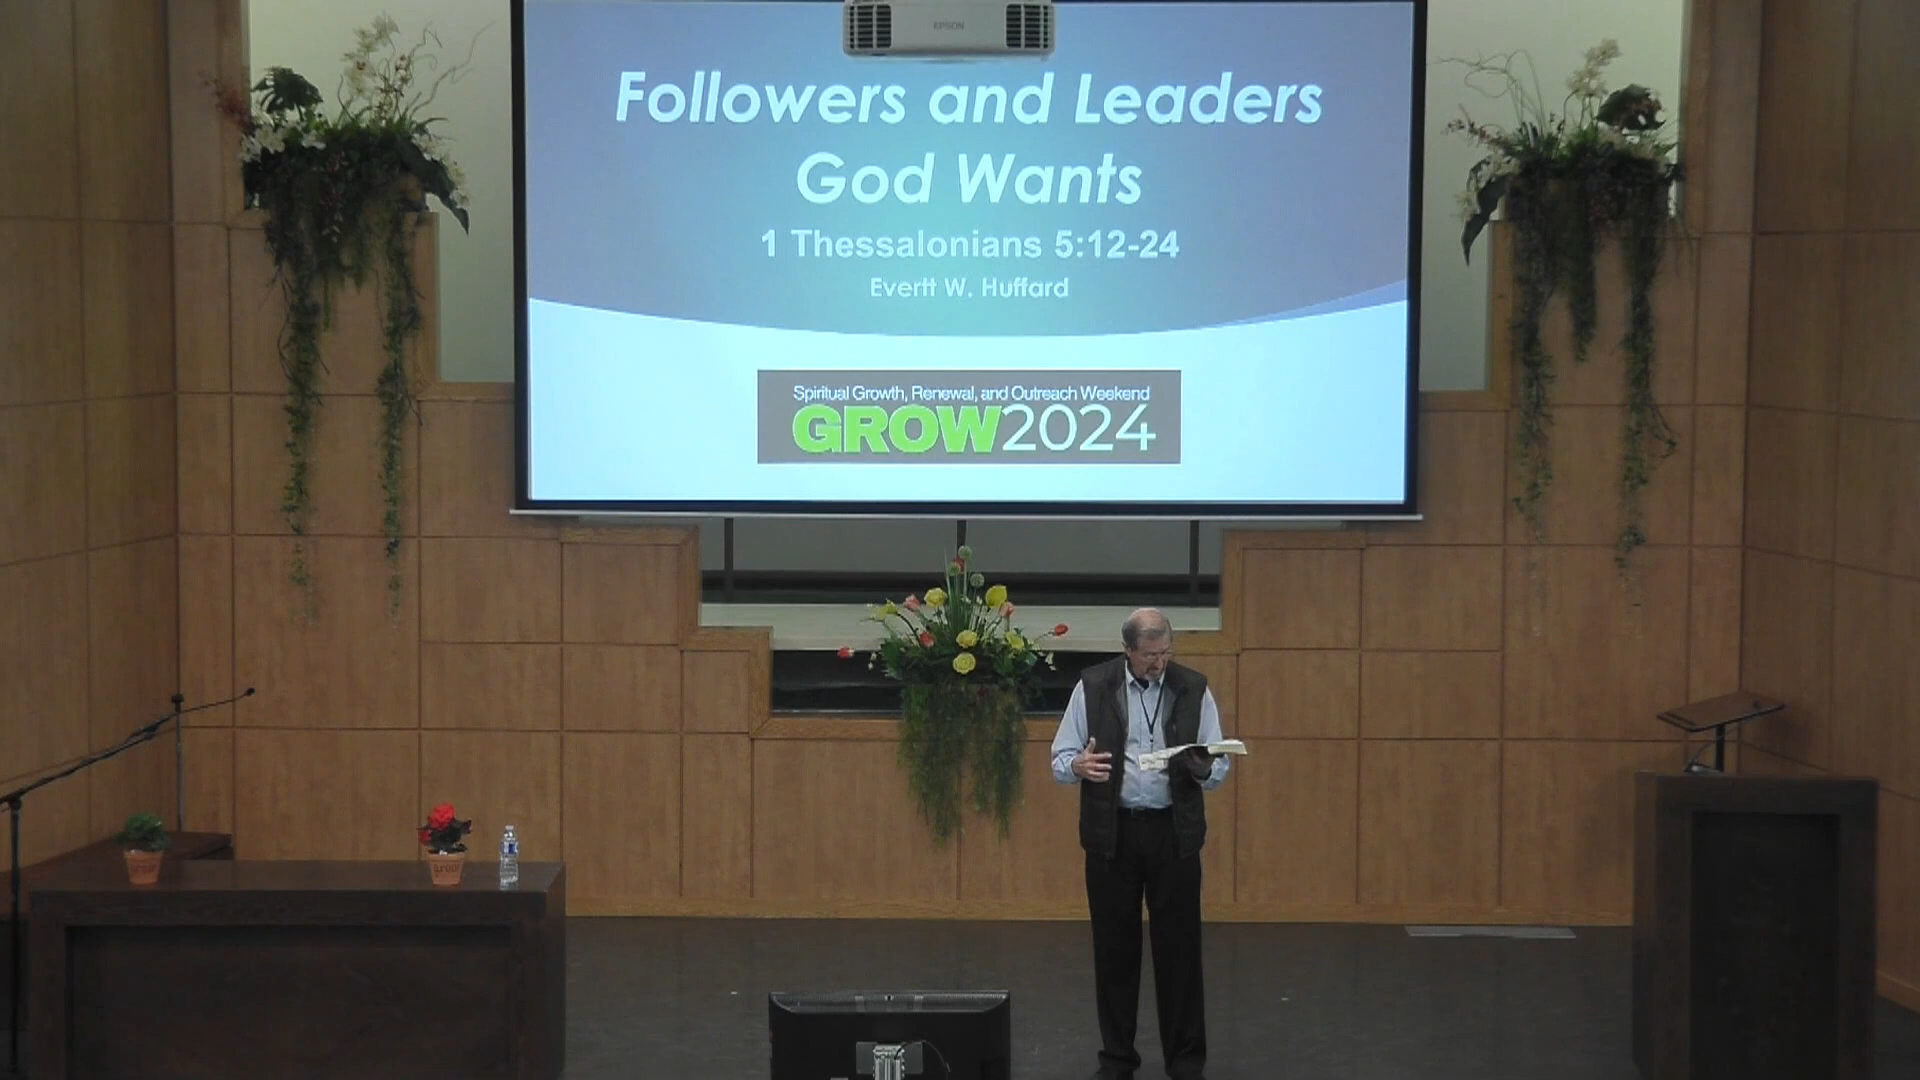 EPSON
Followers and Leaders
God Wants
1 Thessalonians 5:12-24
Evertt W. Huffard
Spiritual Growth, Renewal, and Outreach Weekend
GROW2024